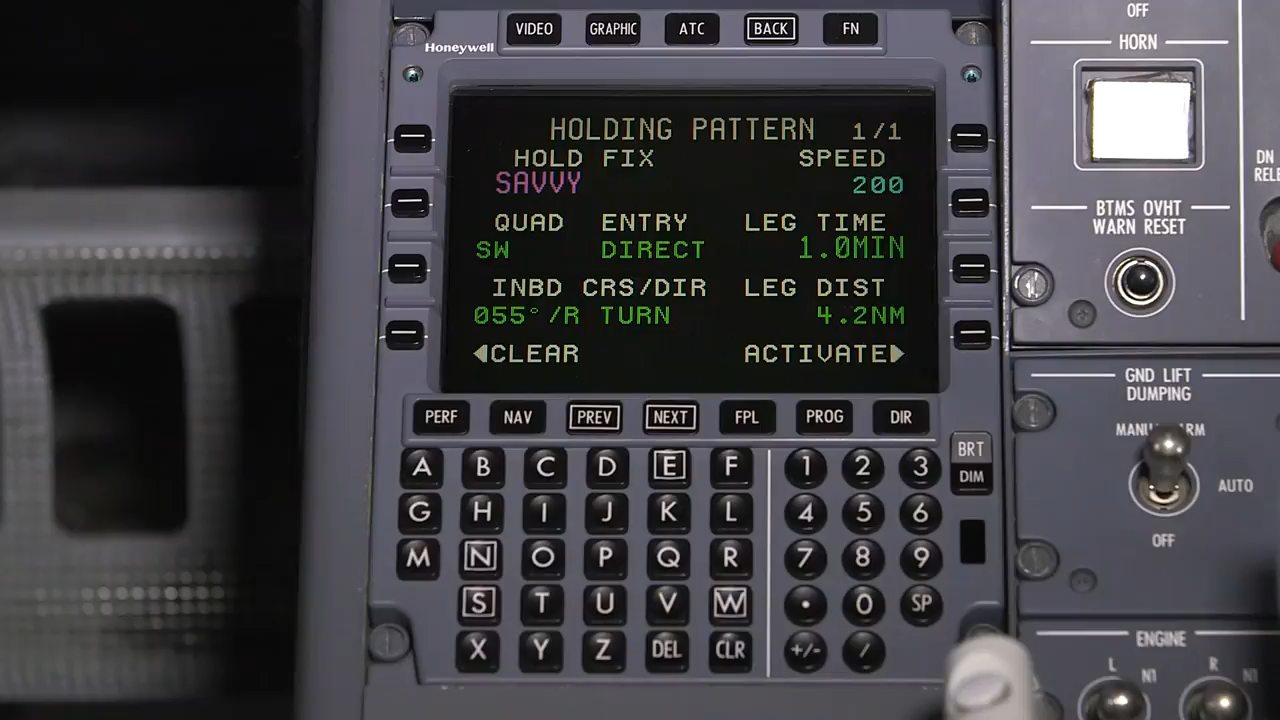 VIDEO GRAPHIC ATC BACK FN
Honeywell
HOLDING PATTERN 1/1
HOLD FIX SPEED
SAVVY 200
QUAD ENTRY LEG TIME
SW DIRECT 1.0MIN
INBD CRS/DIR LEG DIST
055°/R TURN 4.2NM
◀CLEAR ACTIVATE▶
PERF NAV PREV NEXT FPL PROG DIR
BRT
DIM
A B C D E F 1 2 3
G H I J K L 4 5 6
M N O P Q R 7 8 9
S T U V W • 0 SP
X Y Z DEL CLR +/- /
OFF
HORN
DN
BTMS OVHT
WARN RESET
GND LIFT
DUMPING
ARM
AUTO
OFF
ENGINE
L N1 R N1